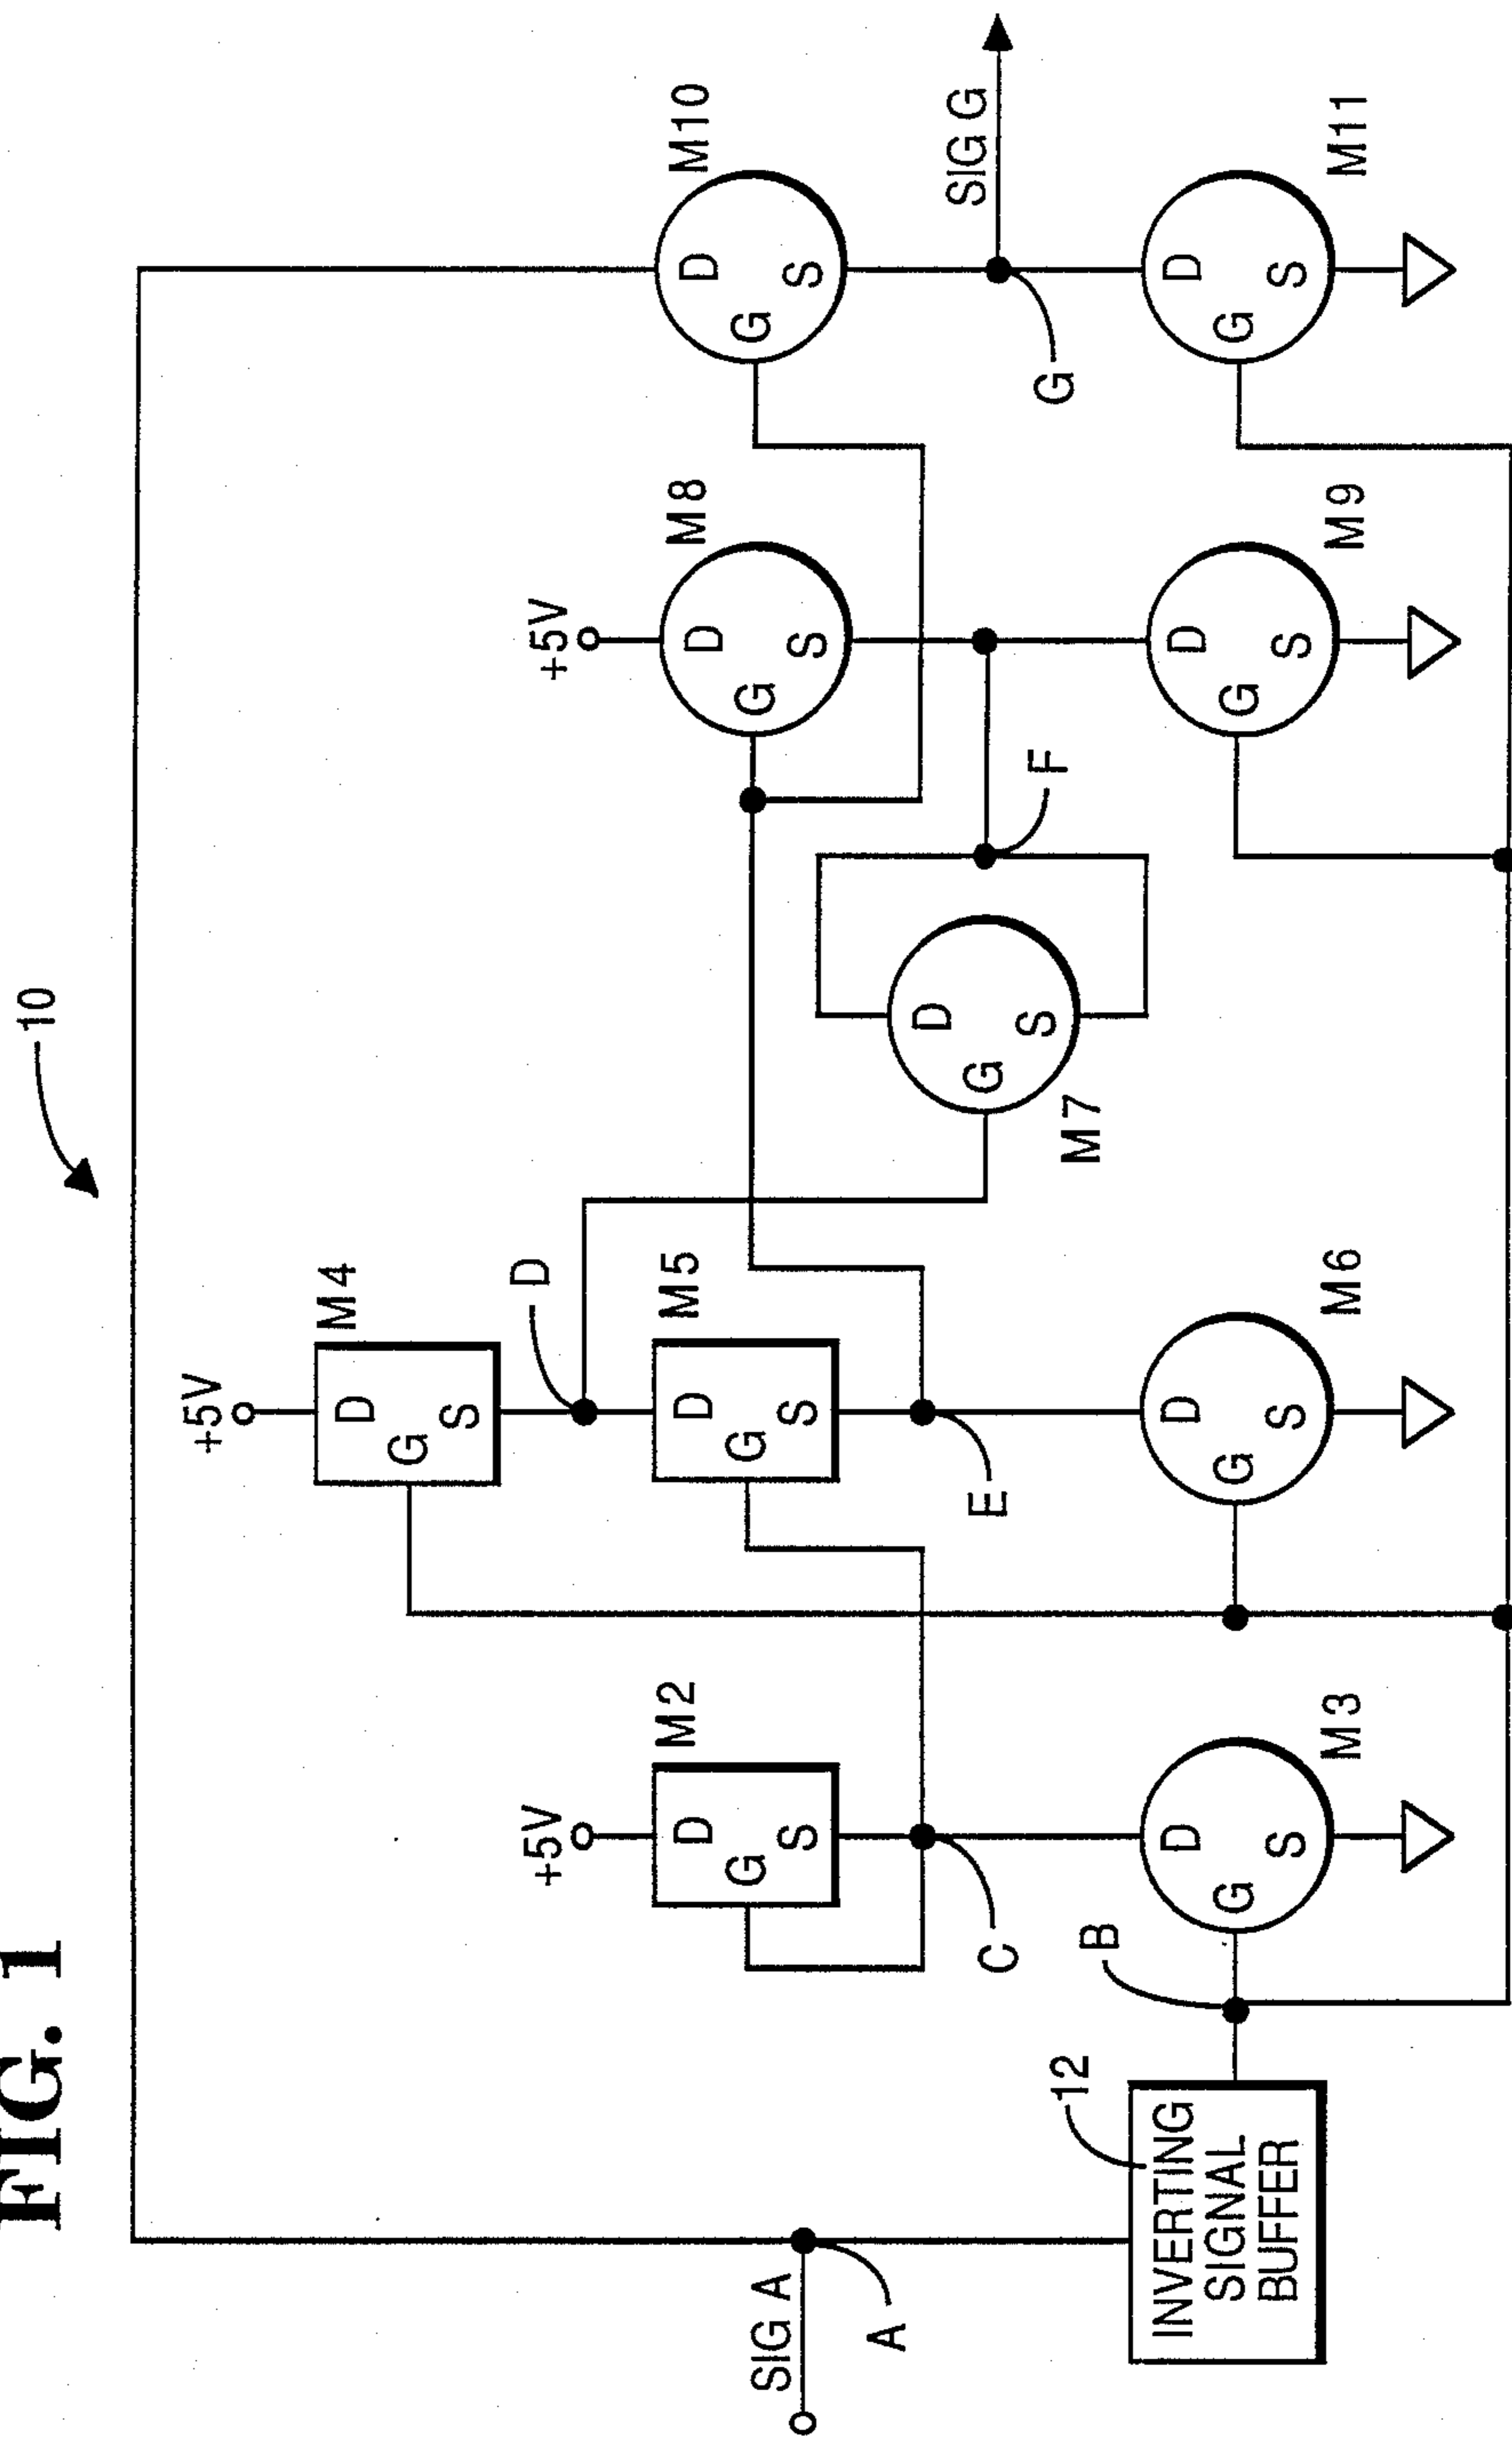 FIG. 1
10
SIG A
A
INVERTING
SIGNAL
BUFFER
12
B
+5V
D
G
S
M2
C
D
G
S
M3
+5V
D
G
S
M4
D
D
G
S
M5
E
D
G
S
M6
D
G
S
M7
F
+5V
D
G
S
M8
D
G
S
M9
D
G
S
M10
SIG G
G
D
G
S
M11